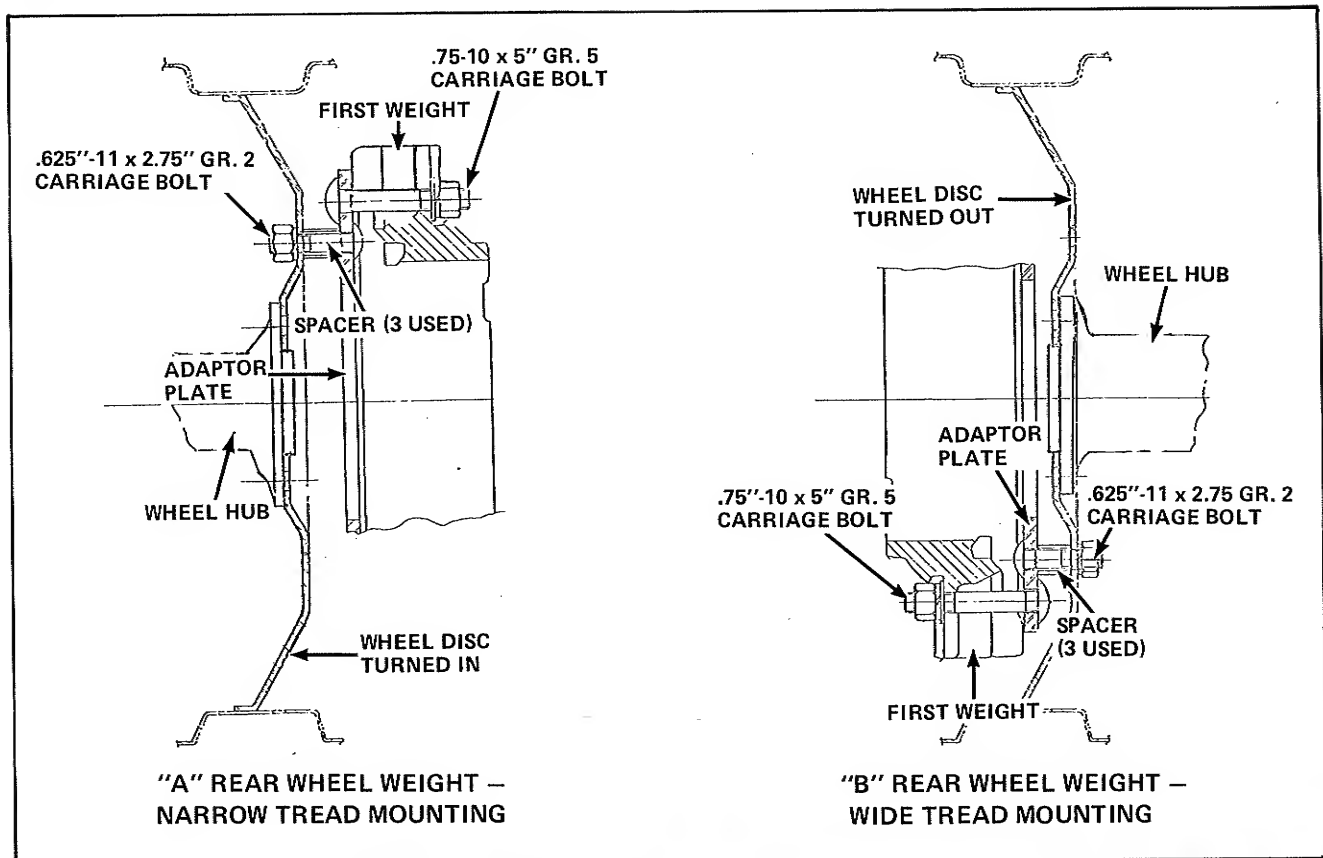 .75-10 x 5" GR. 5
CARRIAGE BOLT
FIRST WEIGHT
.625"-11 x 2.75" GR. 2
CARRIAGE BOLT
SPACER (3 USED)
ADAPTOR
PLATE
WHEEL HUB
WHEEL DISC
TURNED IN
"A" REAR WHEEL WEIGHT –
NARROW TREAD MOUNTING
WHEEL DISC
TURNED OUT
WHEEL HUB
ADAPTOR
PLATE
.75"-10 x 5" GR. 5
CARRIAGE BOLT
.625"-11 x 2.75 GR. 2
CARRIAGE BOLT
SPACER
(3 USED)
FIRST WEIGHT
"B" REAR WHEEL WEIGHT –
WIDE TREAD MOUNTING